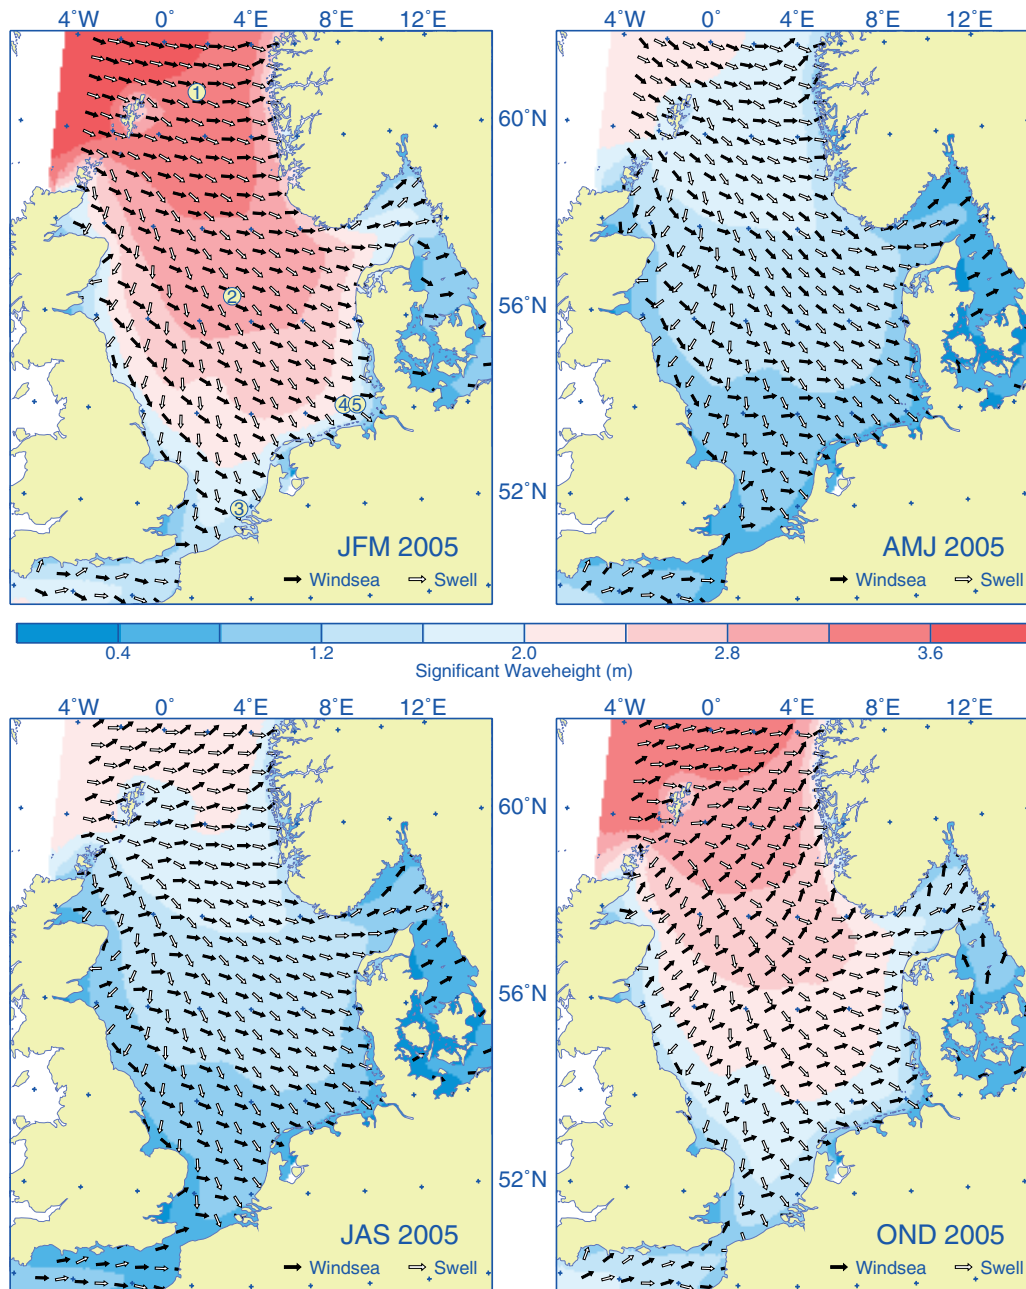 4°W 0° 4°E 8°E 12°E 4°W 0° 4°E 8°E 12°E
1
60°N
2
56°N
4 5
52°N
3
JFM 2005 AMJ 2005
Windsea Swell Windsea Swell
0.4 1.2 2.0 2.8 3.6
Significant Waveheight (m)
4°W 0° 4°E 8°E 12°E 4°W 0° 4°E 8°E 12°E
60°N
56°N
52°N
JAS 2005 OND 2005
Windsea Swell Windsea Swell